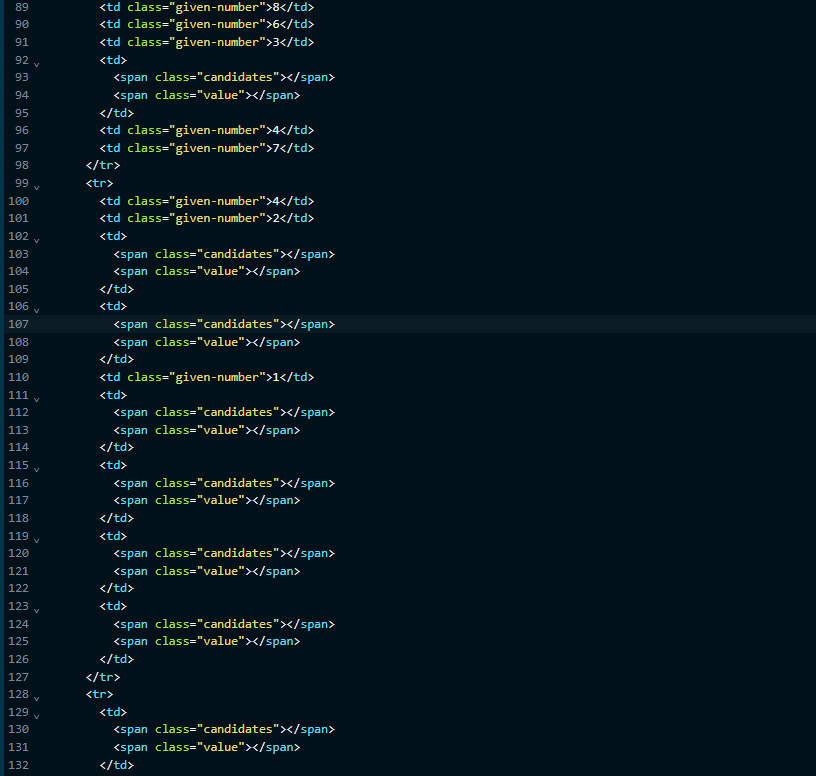 89 <td class="given-number">8</td>
90 <td class="given-number">6</td>
91 <td class="given-number">3</td>
92 <td>
93 <span class="candidates"></span>
94 <span class="value"></span>
95 </td>
96 <td class="given-number">4</td>
97 <td class="given-number">7</td>
98 </tr>
99 <tr>
100 <td class="given-number">4</td>
101 <td class="given-number">2</td>
102 <td>
103 <span class="candidates"></span>
104 <span class="value"></span>
105 </td>
106 <td>
107 <span class="candidates"></span>
108 <span class="value"></span>
109 </td>
110 <td class="given-number">1</td>
111 <td>
112 <span class="candidates"></span>
113 <span class="value"></span>
114 </td>
115 <td>
116 <span class="candidates"></span>
117 <span class="value"></span>
118 </td>
119 <td>
120 <span class="candidates"></span>
121 <span class="value"></span>
122 </td>
123 <td>
124 <span class="candidates"></span>
125 <span class="value"></span>
126 </td>
127 </tr>
128 <tr>
129 <td>
130 <span class="candidates"></span>
131 <span class="value"></span>
132 </td>